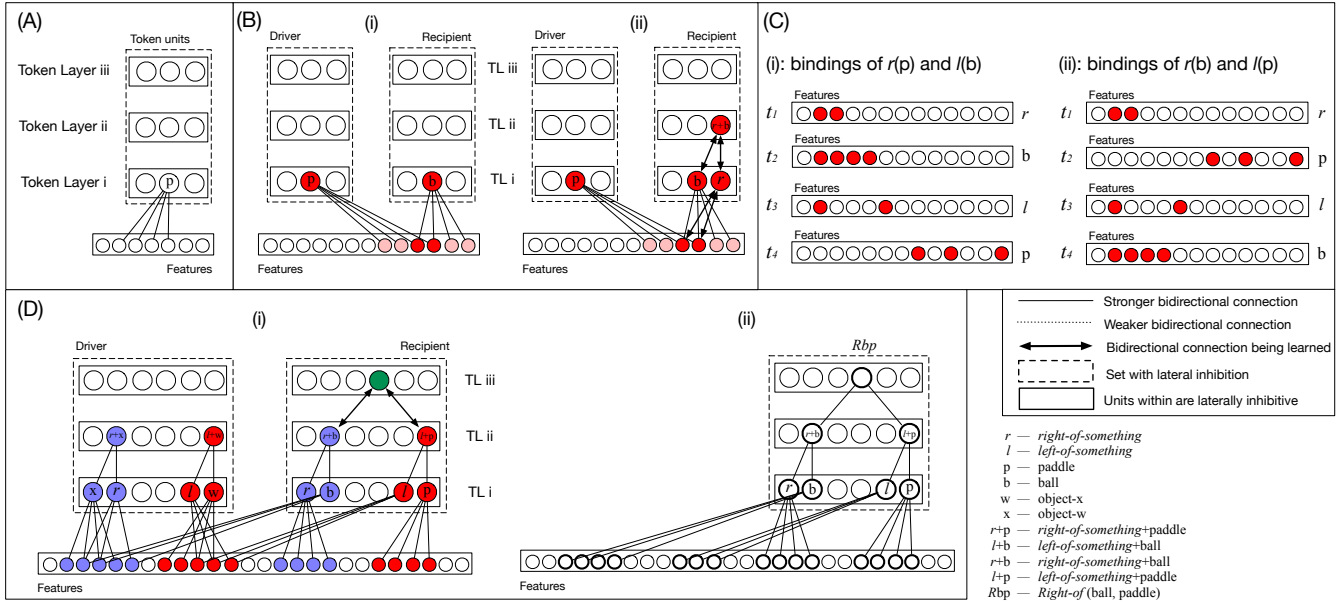 (A)
Token units
Token Layer iii
Token Layer ii
Token Layer i
p
Features
(B)
(i)
(ii)
Driver
Recipient
Driver
Recipient
TL iii
TL ii
TL i
p
b
r+b
p
b
r
Features
Features
(C)
(i): bindings of r(p) and l(b)
(ii): bindings of r(b) and l(p)
Features
t1
r
Features
t2
b
Features
t3
l
Features
t4
p
Features
t1
r
Features
t2
p
Features
t3
l
Features
t4
b
(D)
(i)
(ii)
Driver
Recipient
TL iii
TL ii
TL i
r+x
l+w
r+b
l+p
x
r
l
w
r
b
l
p
Features
Rbp
r+b
l+p
r
b
l
p
Features
Stronger bidirectional connection
Weaker bidirectional connection
Bidirectional connection being learned
Set with lateral inhibition
Units within are laterally inhibitive
r — right-of-something
l — left-of-something
p — paddle
b — ball
w — object-x
x — object-w
r+p — right-of-something+paddle
l+b — left-of-something+ball
r+b — right-of-something+ball
l+p — left-of-something+paddle
Rbp — Right-of (ball, paddle)